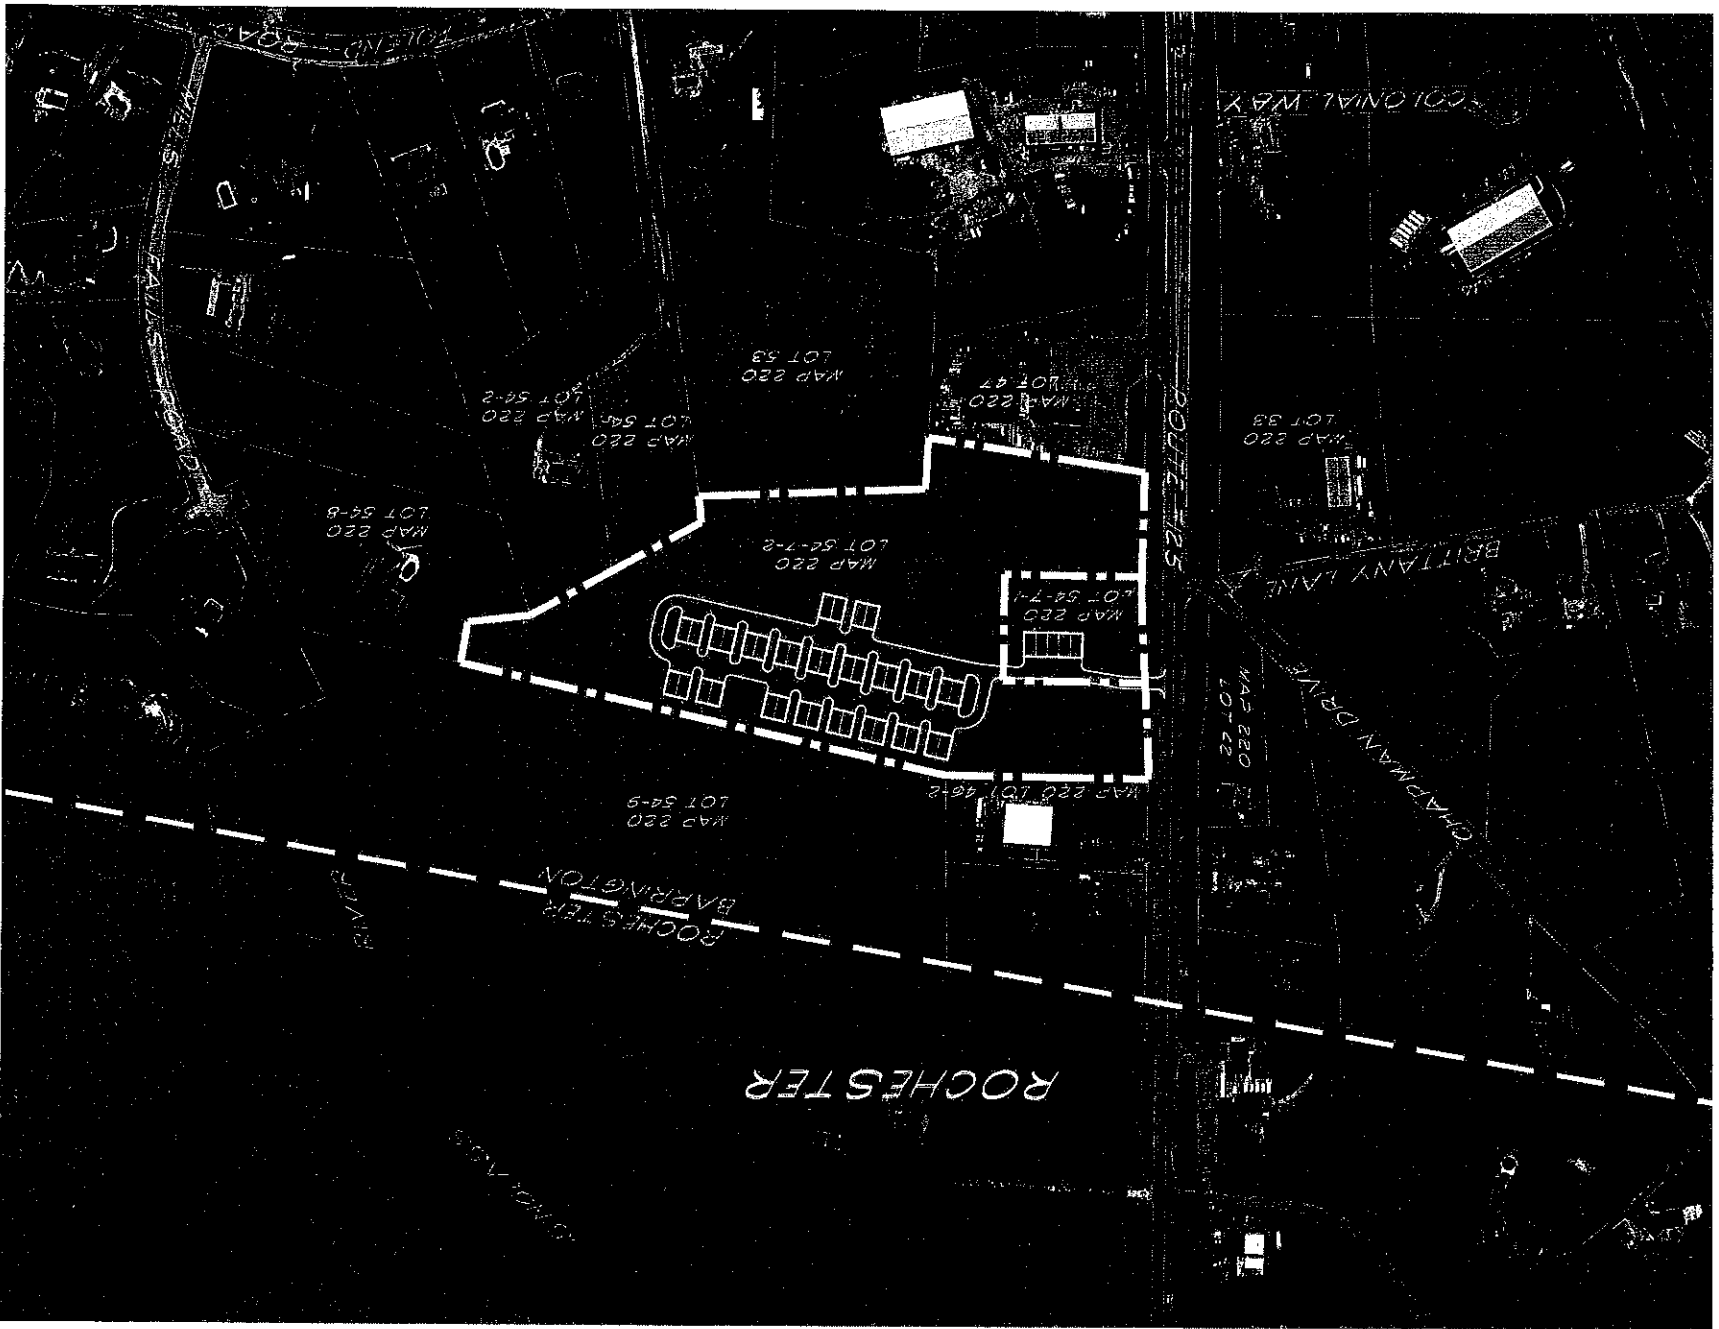 ROCHESTER
ROCHESTER
BARRINGTON
RIVER
MAP 220
LOT 54-9
MAP 220 LOT 46-2
CHAPMAN DRIVE
MAP 220
LOT 42
MAP 220
LOT 54-7-1
BRITTANY LANE
MAP 220
LOT 54-7-2
MAP 220
LOT 54-8
ROUTE 125
MAP 220
LOT 33
MAP 220
LOT 47
MAP 220
LOT 53
MAP 220
LOT 54-2
MAP 220
COLONIAL WAY
FALLS ROAD
TOLEND ROAD